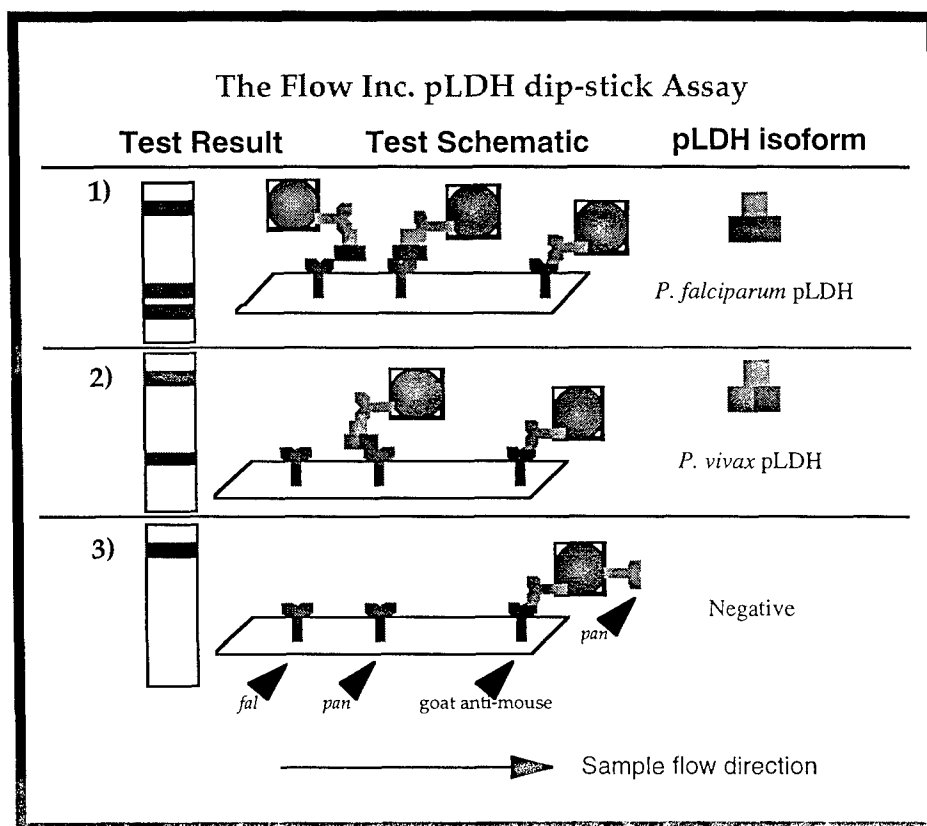 The Flow Inc. pLDH dip-stick Assay
Test Result Test Schematic pLDH isoform
1)
P. falciparum pLDH
2)
P. vivax pLDH
3)
Negative
pan
fal pan goat anti-mouse
Sample flow direction